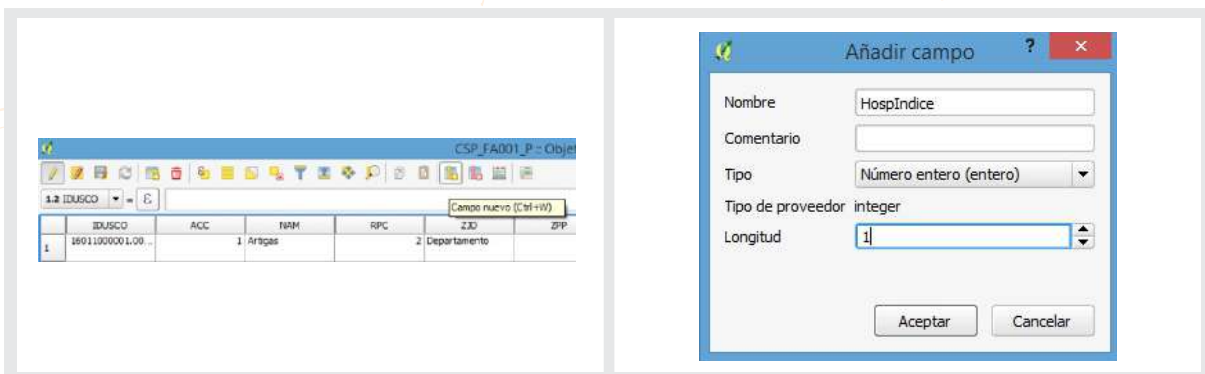 CSP_FA001_P :: Obje
1.2 IDUSCO = ε
Campo nuevo (Ctrl+W)
IDUSCO ACC NAM RPC ZJD ZPP
1 16011000001.00... 1 Artigas 2 Departamento
Añadir campo ? ×
Nombre HospIndice
Comentario
Tipo Número entero (entero)
Tipo de proveedor integer
Longitud 1
Aceptar Cancelar